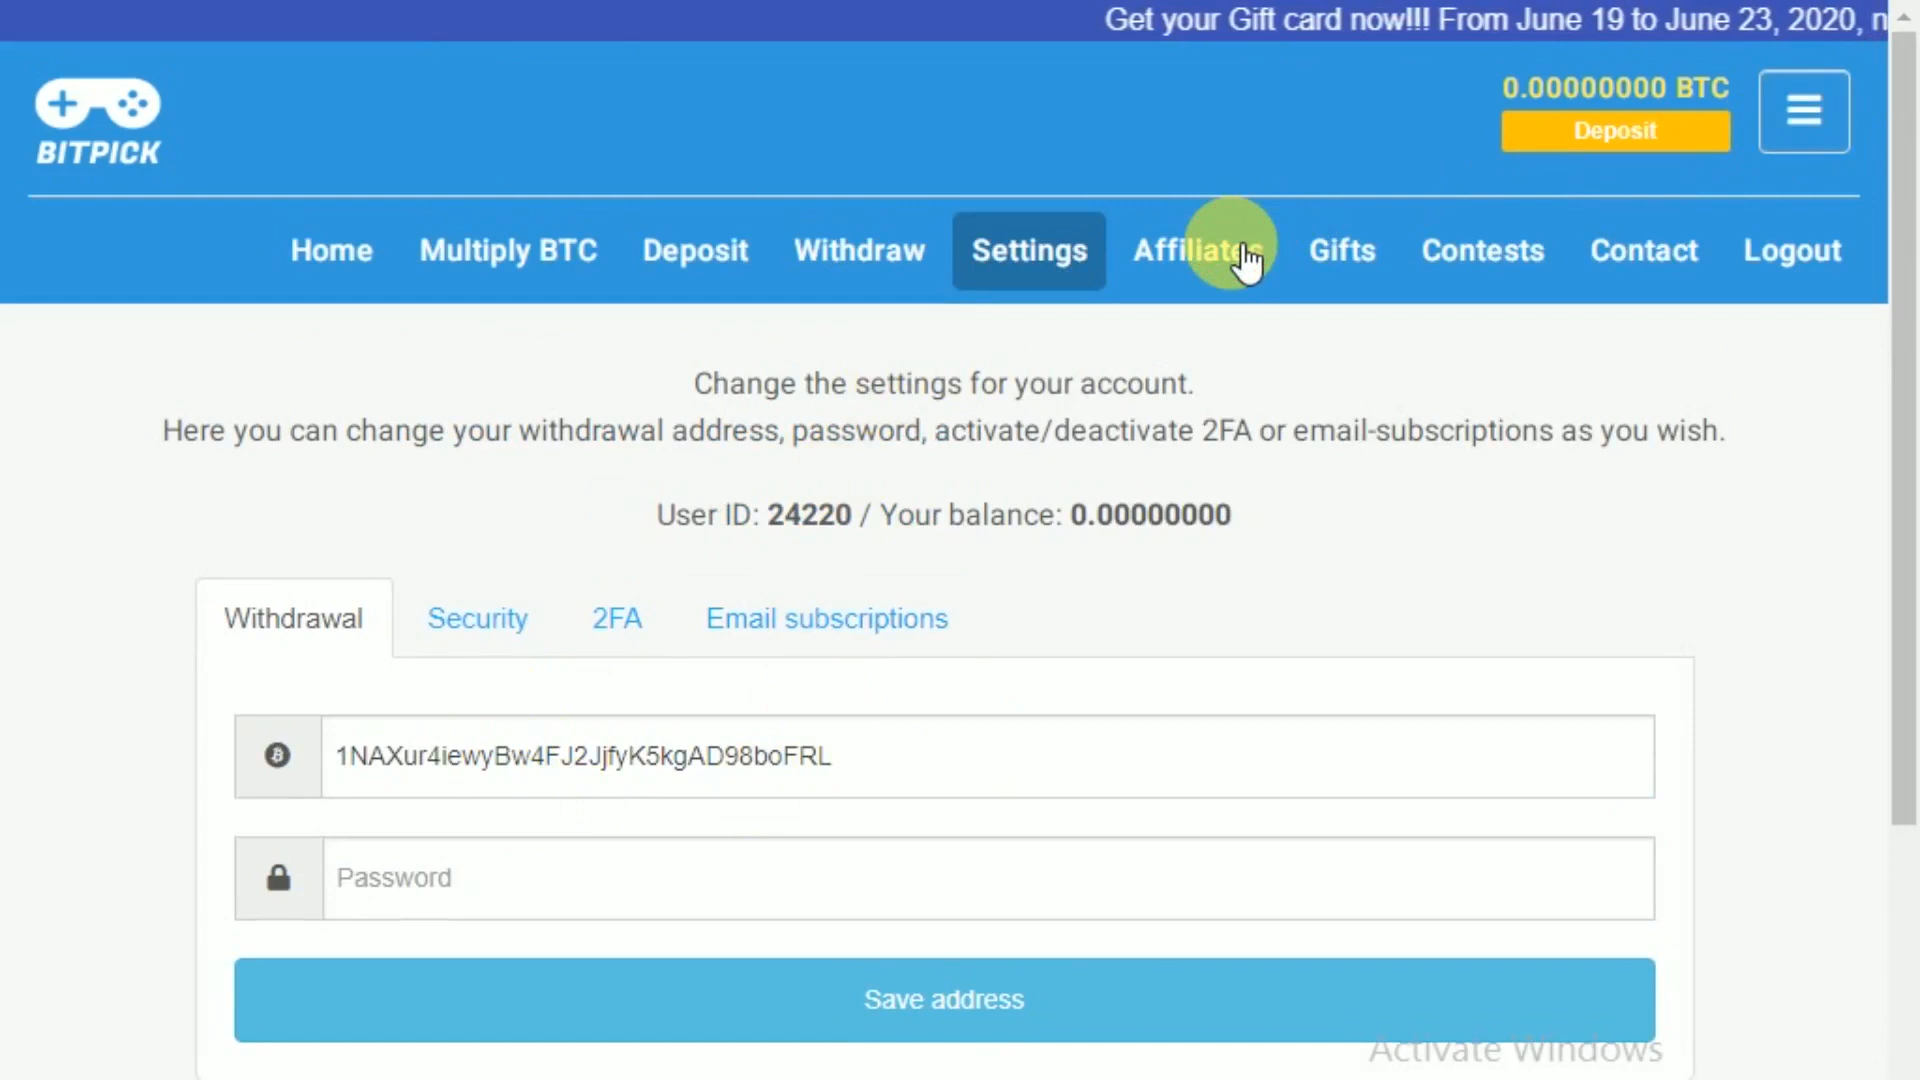 Get your Gift card now!!! From June 19 to June 23, 2020,
BITPICK
0.00000000 BTC
Deposit
Home Multiply BTC Deposit Withdraw Settings Affiliates Gifts Contests Contact Logout
Change the settings for your account.
Here you can change your withdrawal address, password, activate/deactivate 2FA or email-subscriptions as you wish.
User ID: 24220 / Your balance: 0.00000000
Withdrawal Security 2FA Email subscriptions
1NAXur4iewyBw4FJ2JjfyK5kgAD98boFRL
Password
Save address
Activate Windows